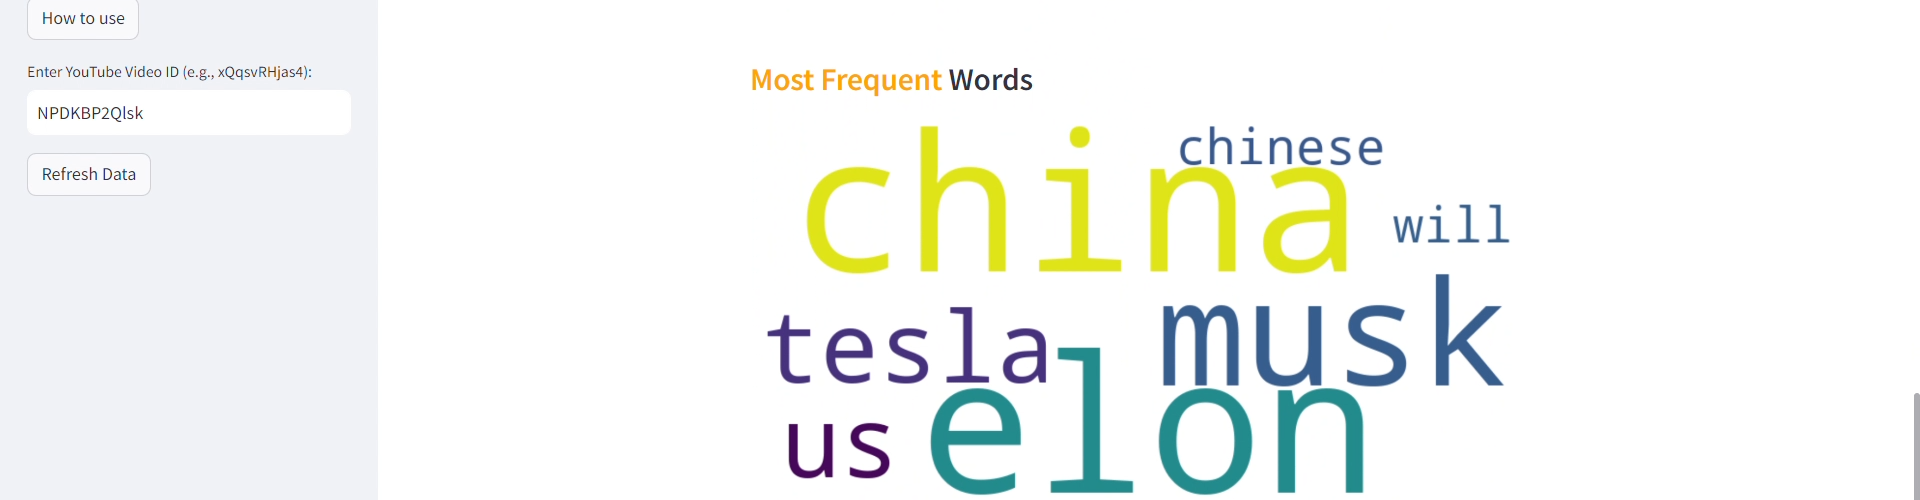 How to use
Enter YouTube Video ID (e.g., xQqsvRHjas4):
NPDKBP2Qlsk
Refresh Data
Most Frequent Words
china
chinese
will
tesla
musk
us
elon